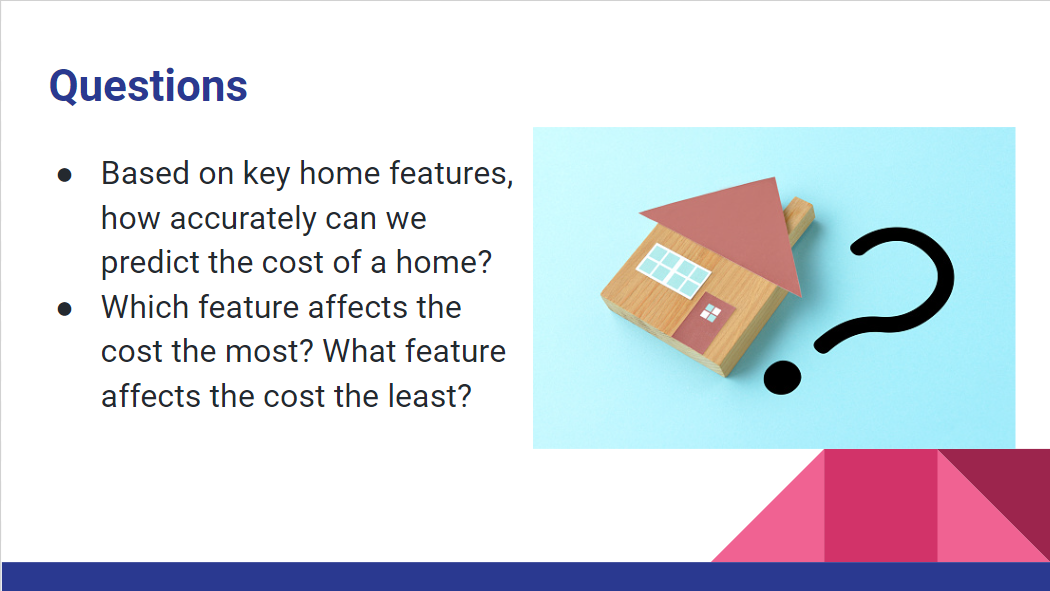 Questions
● Based on key home features,
how accurately can we
predict the cost of a home?
● Which feature affects the
cost the most? What feature
affects the cost the least?